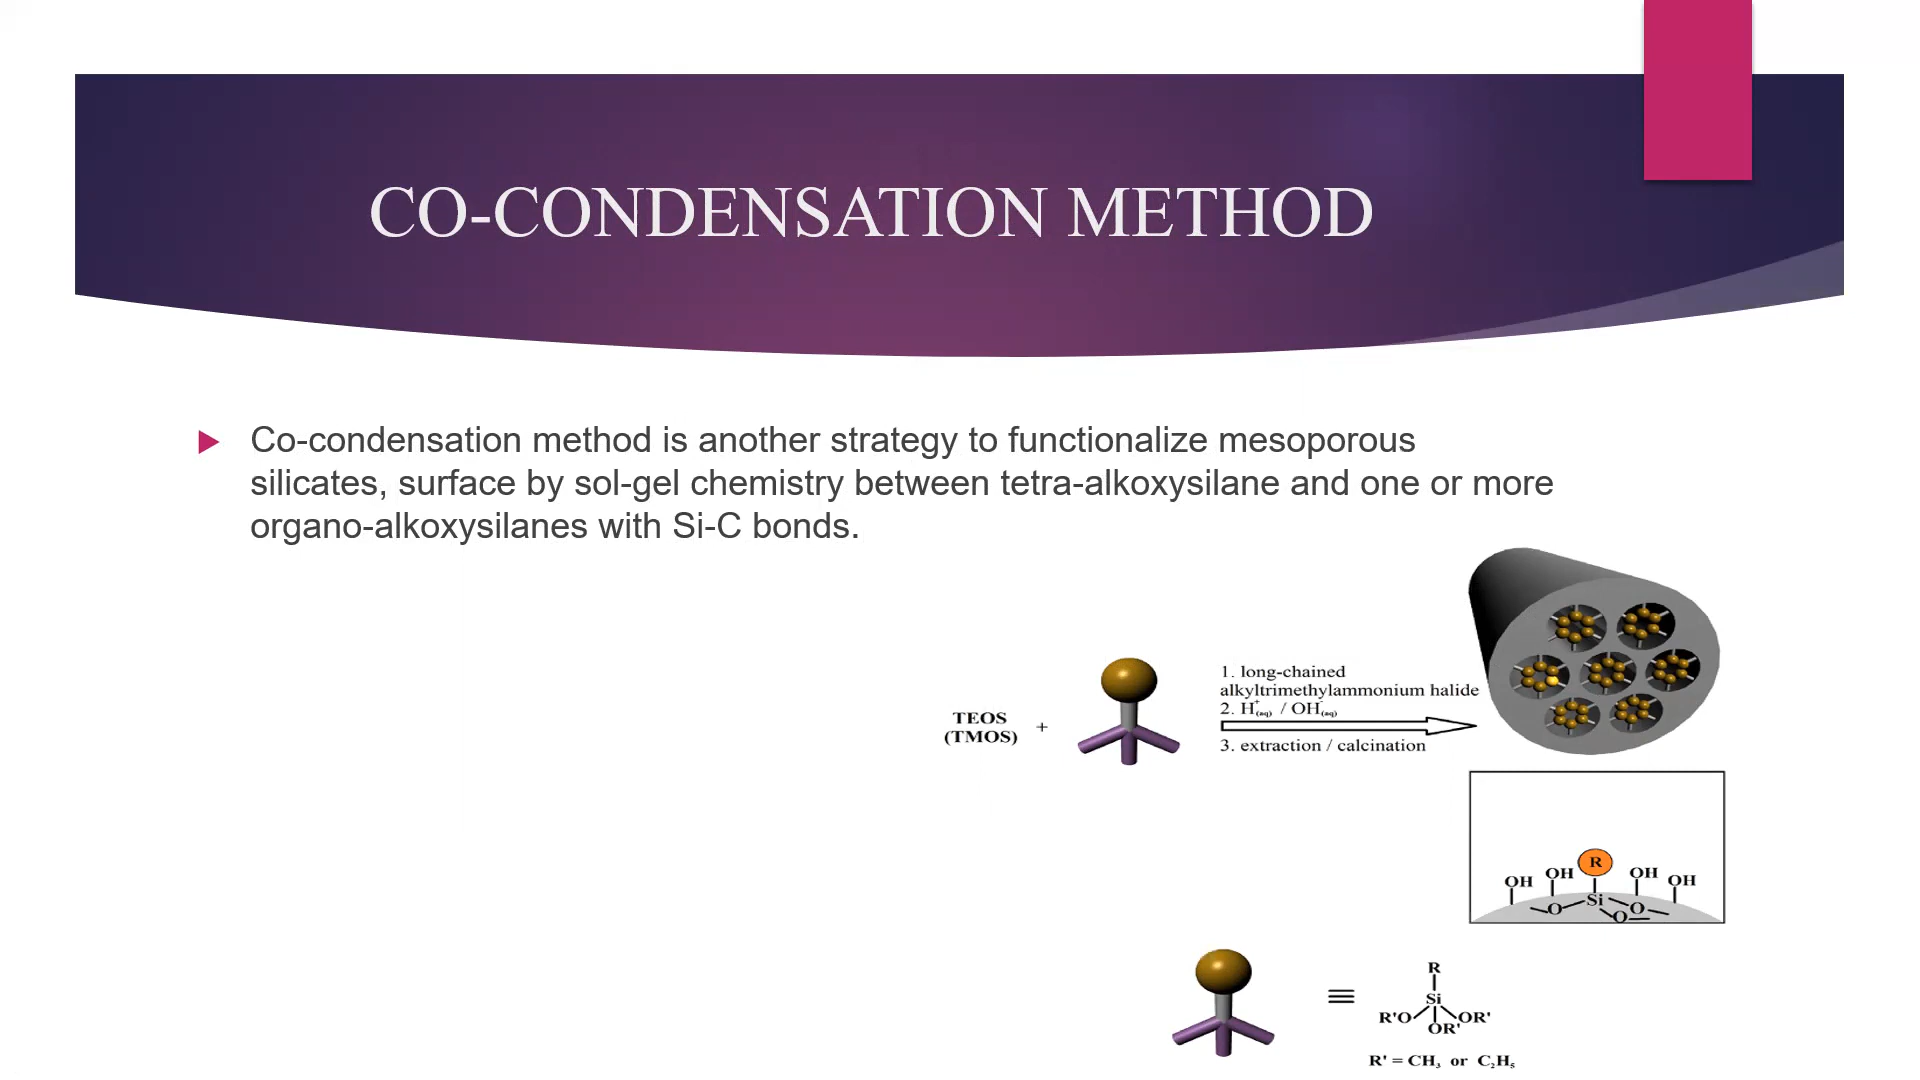 CO-CONDENSATION METHOD
Co-condensation method is another strategy to functionalize mesoporous
silicates, surface by sol-gel chemistry between tetra-alkoxysilane and one or more
organo-alkoxysilanes with Si-C bonds.
TEOS
(TMOS)
+
1. long-chained
alkyltrimethylammonium halide
2. H⁺(aq) / OH⁻(aq)
3. extraction / calcination
R
OH OH OH OH
O Si O
O
≡
R
Si
R'O OR'
OR'
R' = CH₃ or C₂H₅